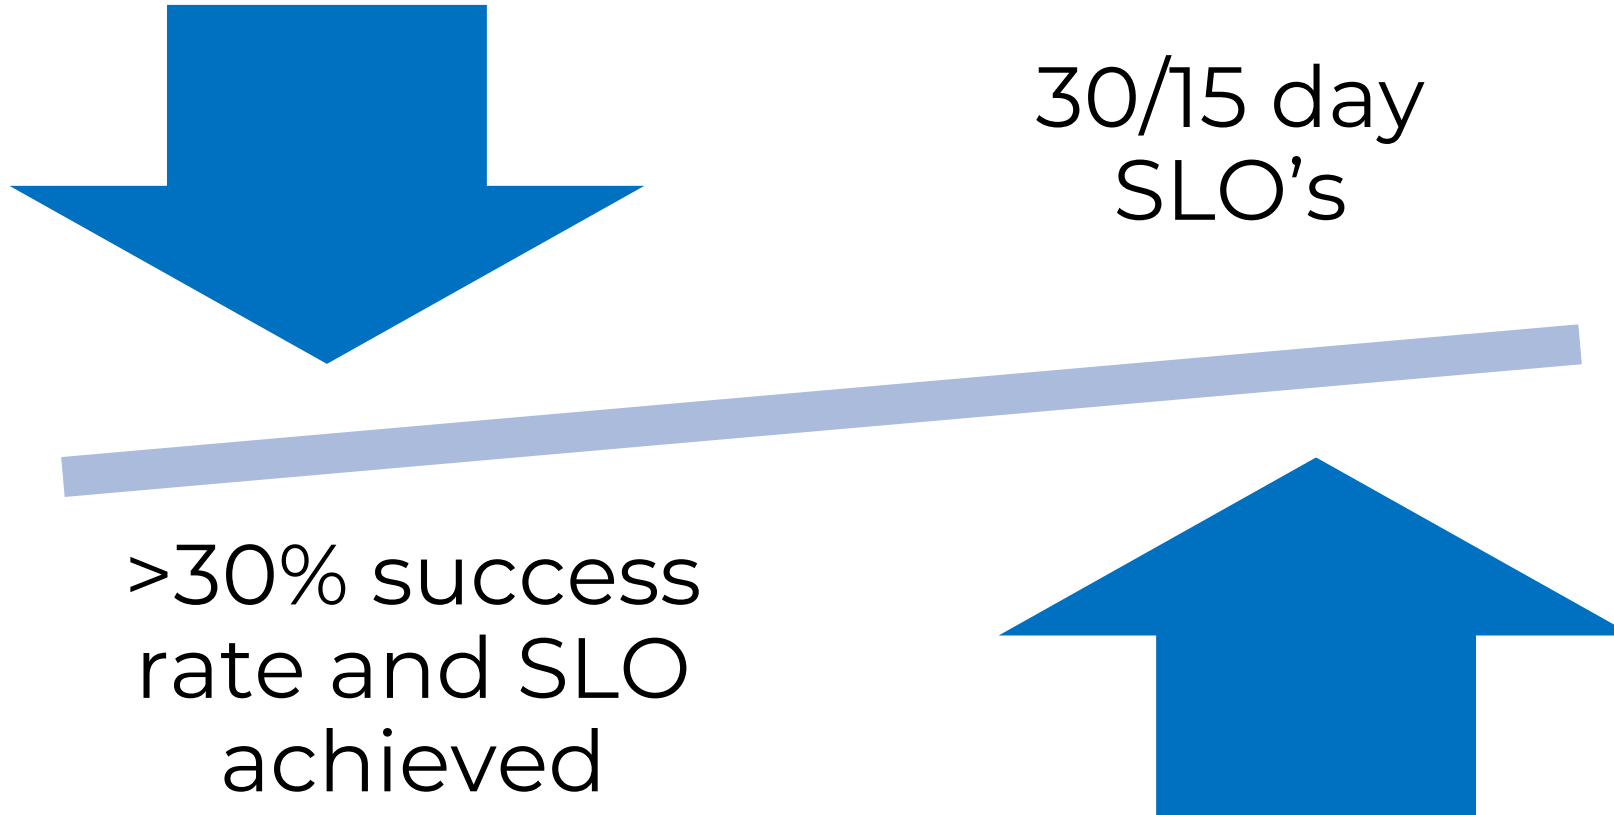 30/15 day
SLO’s
>30% success
rate and SLO
achieved